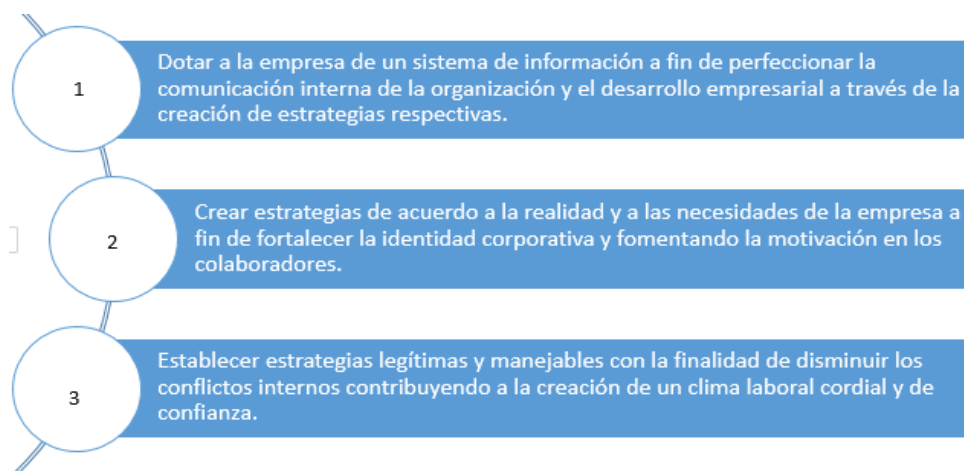 1
Dotar a la empresa de un sistema de información a fin de perfeccionar la
comunicación interna de la organización y el desarrollo empresarial a través de la
creación de estrategias respectivas.
2
Crear estrategias de acuerdo a la realidad y a las necesidades de la empresa a
fin de fortalecer la identidad corporativa y fomentando la motivación en los
colaboradores.
3
Establecer estrategias legítimas y manejables con la finalidad de disminuir los
conflictos internos contribuyendo a la creación de un clima laboral cordial y de
confianza.